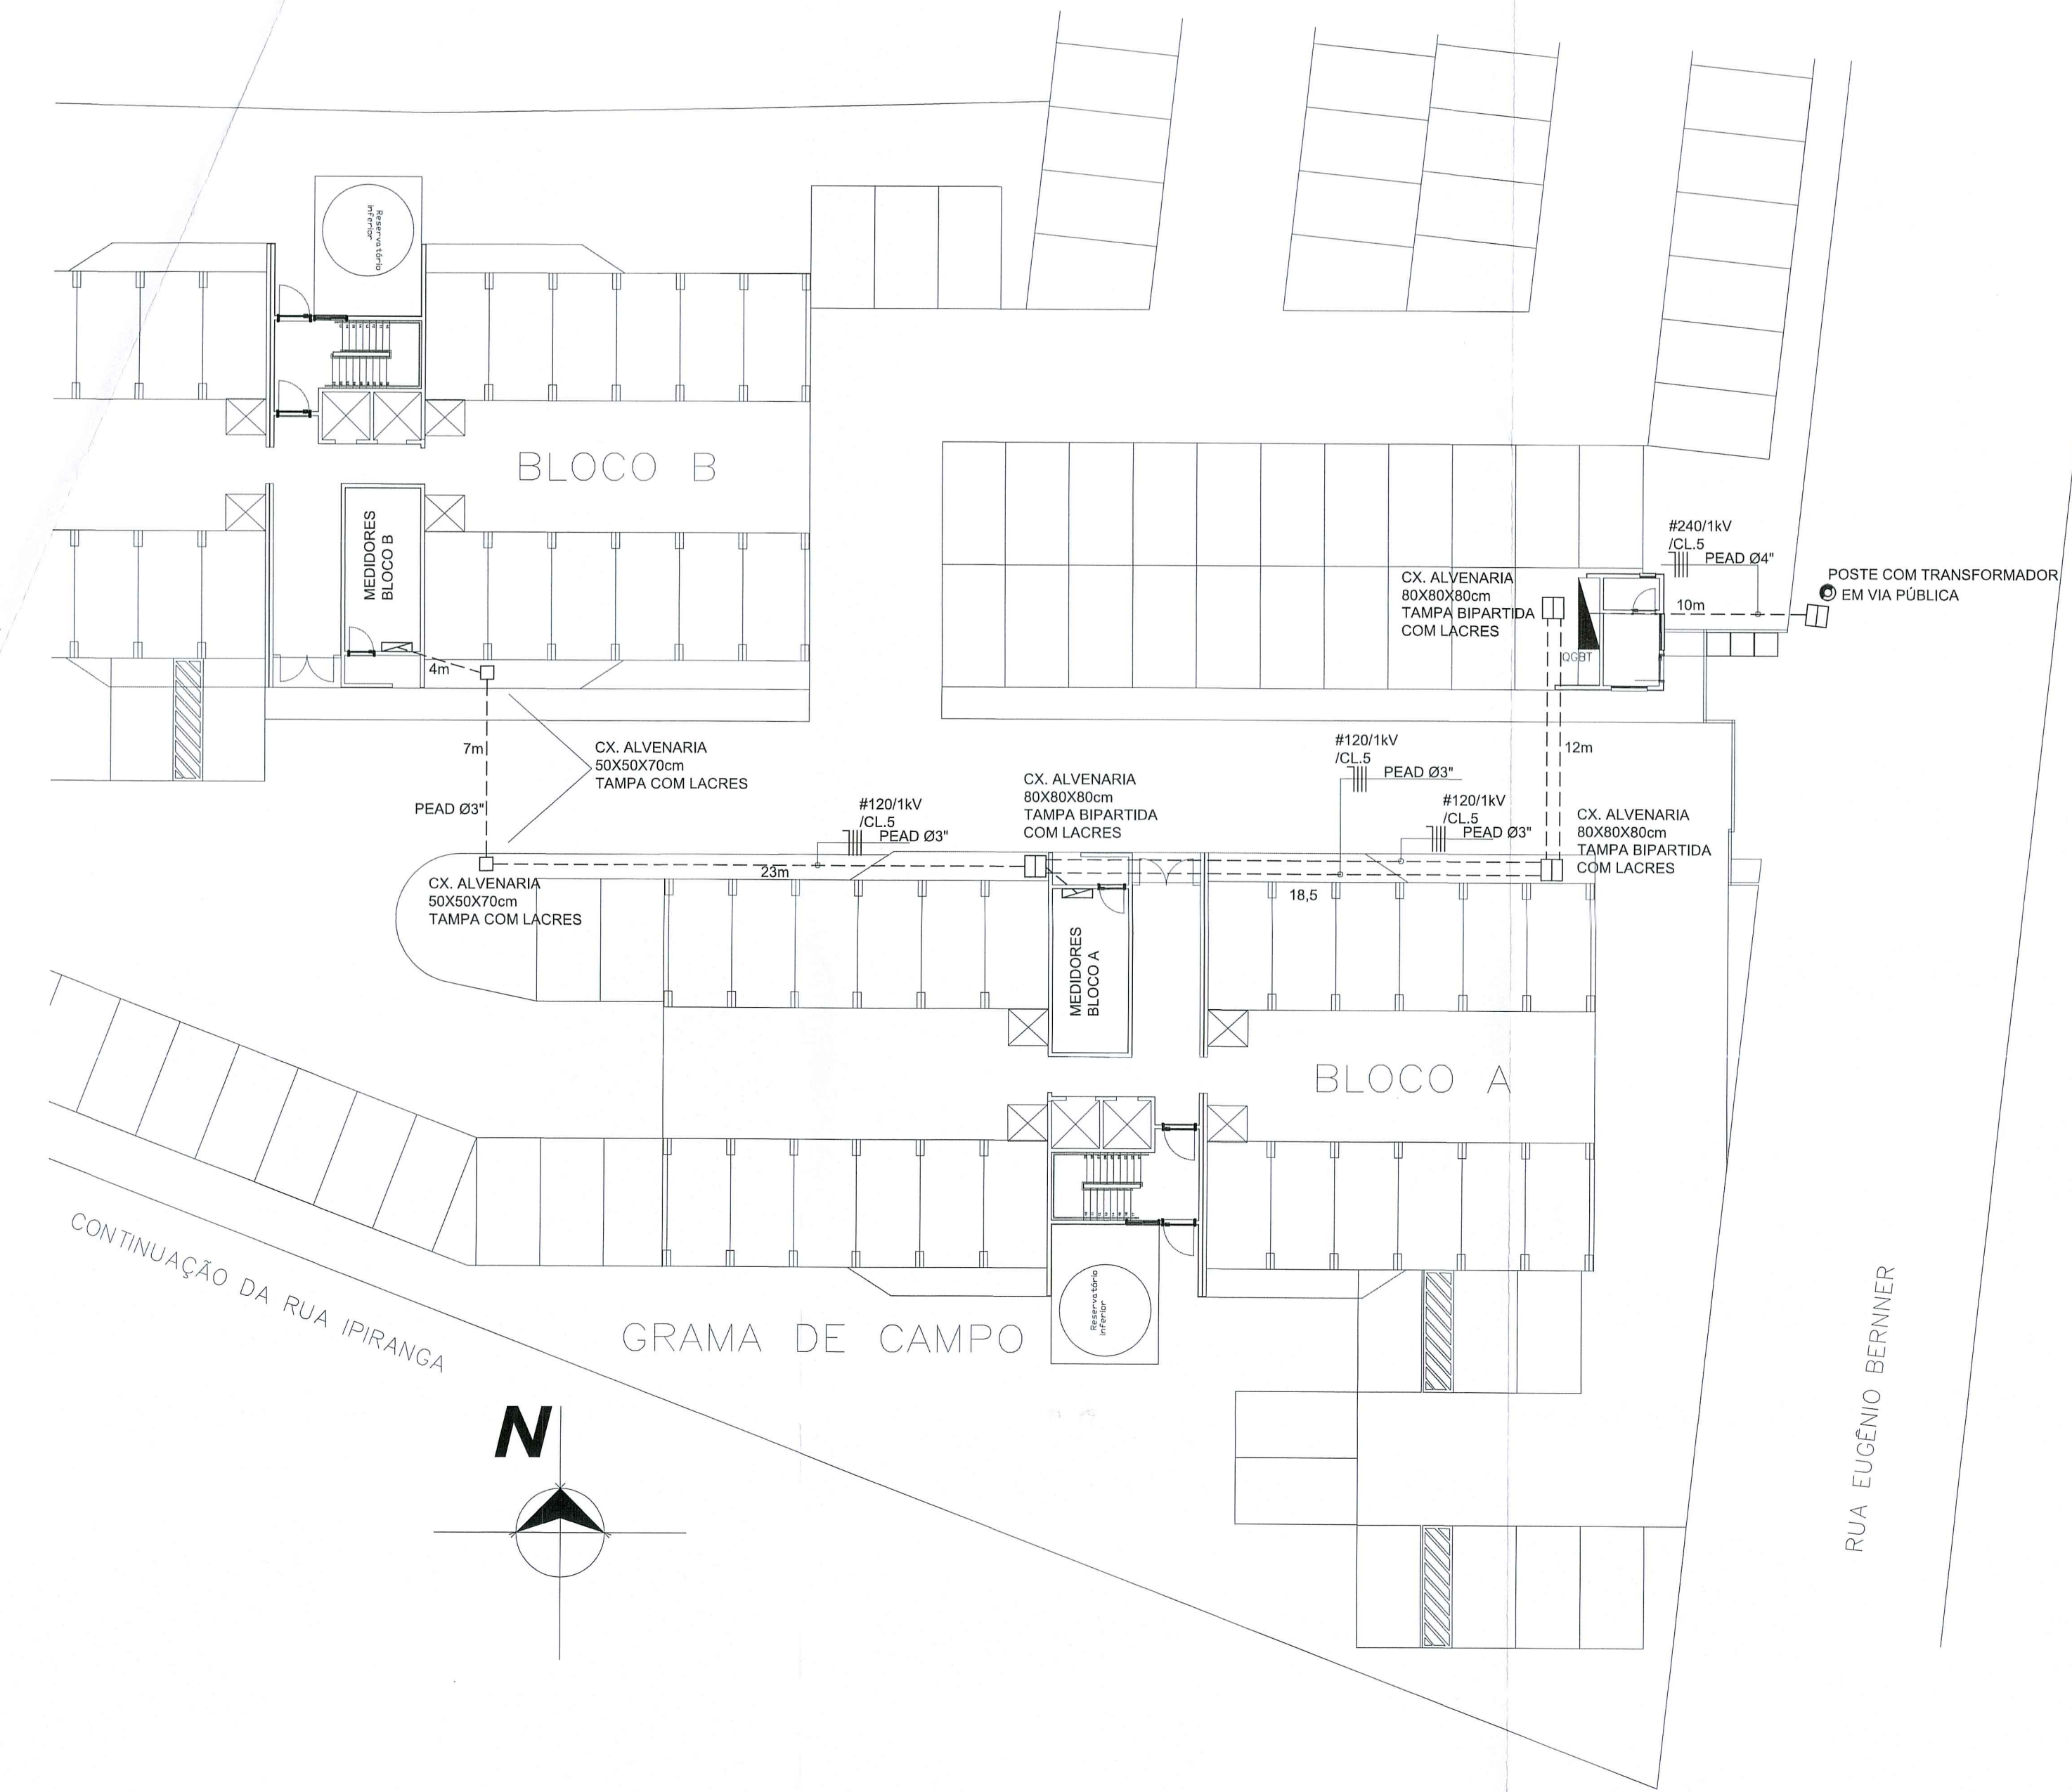 Reservatório
inferior
BLOCO B
MEDIDORES
BLOCO B
#240/1kV
/CL.5
PEAD Ø4"
10m
POSTE COM TRANSFORMADOR
EM VIA PÚBLICA
CX. ALVENARIA
80X80X80cm
TAMPA BIPARTIDA
COM LACRES
QGBT
4m
7m
PEAD Ø3"
CX. ALVENARIA
50X50X70cm
TAMPA COM LACRES
CX. ALVENARIA
50X50X70cm
TAMPA COM LACRES
#120/1kV
/CL.5
PEAD Ø3"
23m
CX. ALVENARIA
80X80X80cm
TAMPA BIPARTIDA
COM LACRES
#120/1kV
/CL.5
PEAD Ø3"
#120/1kV
/CL.5
PEAD Ø3"
12m
CX. ALVENARIA
80X80X80cm
TAMPA BIPARTIDA
COM LACRES
18,5
MEDIDORES
BLOCO A
BLOCO A
Reservatório
inferior
CONTINUAÇÃO DA RUA IPIRANGA
GRAMA DE CAMPO
RUA EUGÊNIO BERNNER
N